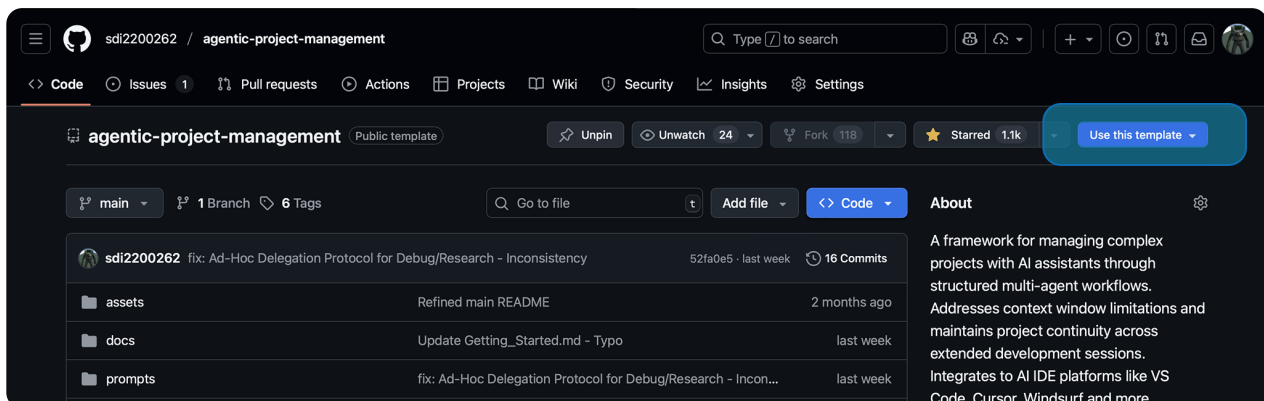 sdi2200262 / agentic-project-management Type / to search
Code Issues 1 Pull requests Actions Projects Wiki Security Insights Settings
agentic-project-management Public template Unpin Unwatch 24 Fork 118 Starred 1.1k Use this template
main 1 Branch 6 Tags Go to file t Add file Code
sdi2200262 fix: Ad-Hoc Delegation Protocol for Debug/Research - Inconsistency 52fa0e5 · last week 16 Commits
assets Refined main README 2 months ago
docs Update Getting_Started.md - Typo last week
prompts fix: Ad-Hoc Delegation Protocol for Debug/Research - Incon... last week
About
A framework for managing complex
projects with AI assistants through
structured multi-agent workflows.
Addresses context window limitations and
maintains project continuity across
extended development sessions.
Integrates to AI IDE platforms like VS
Code, Cursor, Windsurf and more